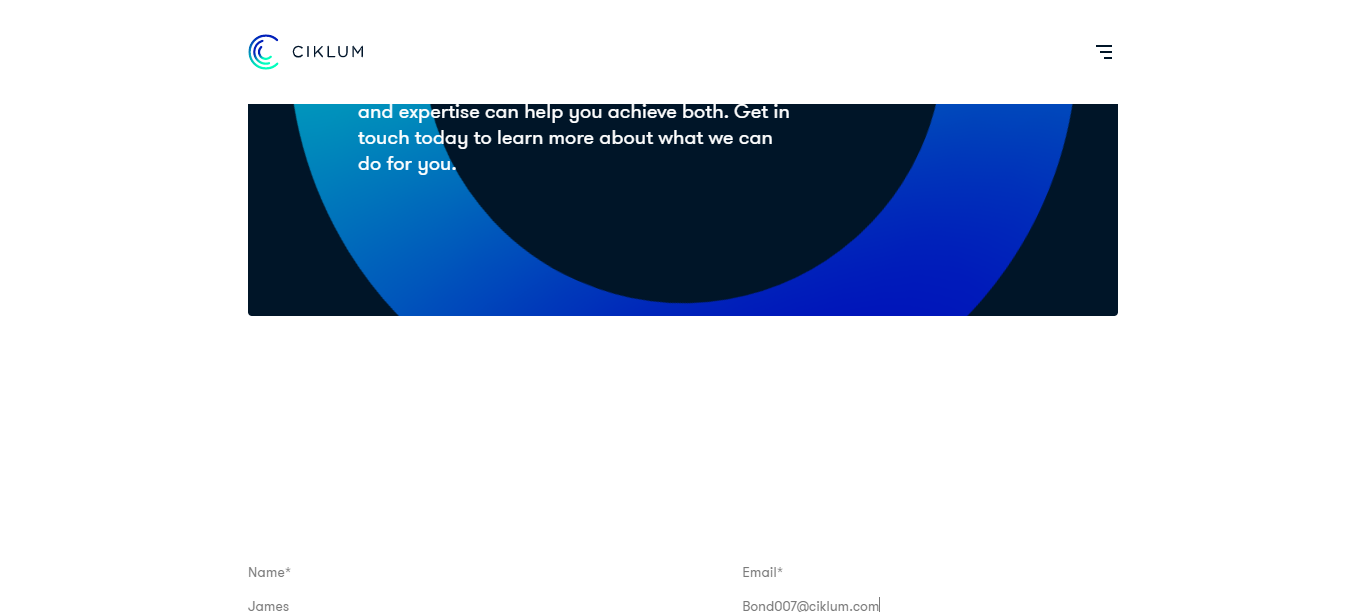 CIKLUM
and expertise can help you achieve both. Get in
touch today to learn more about what we can
do for you.
Name*
Email*
James
Bond007@ciklum.com